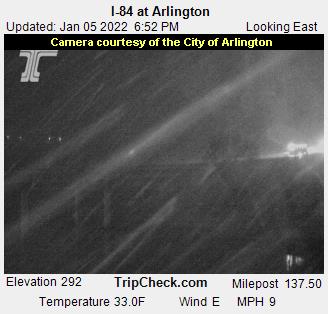 I-84 at Arlington
Updated: Jan 05 2022 6:52 PM Looking East
Camera courtesy of the City of Arlington
Elevation 292 TripCheck.com Milepost 137.50
Temperature 33.0F Wind E MPH 9